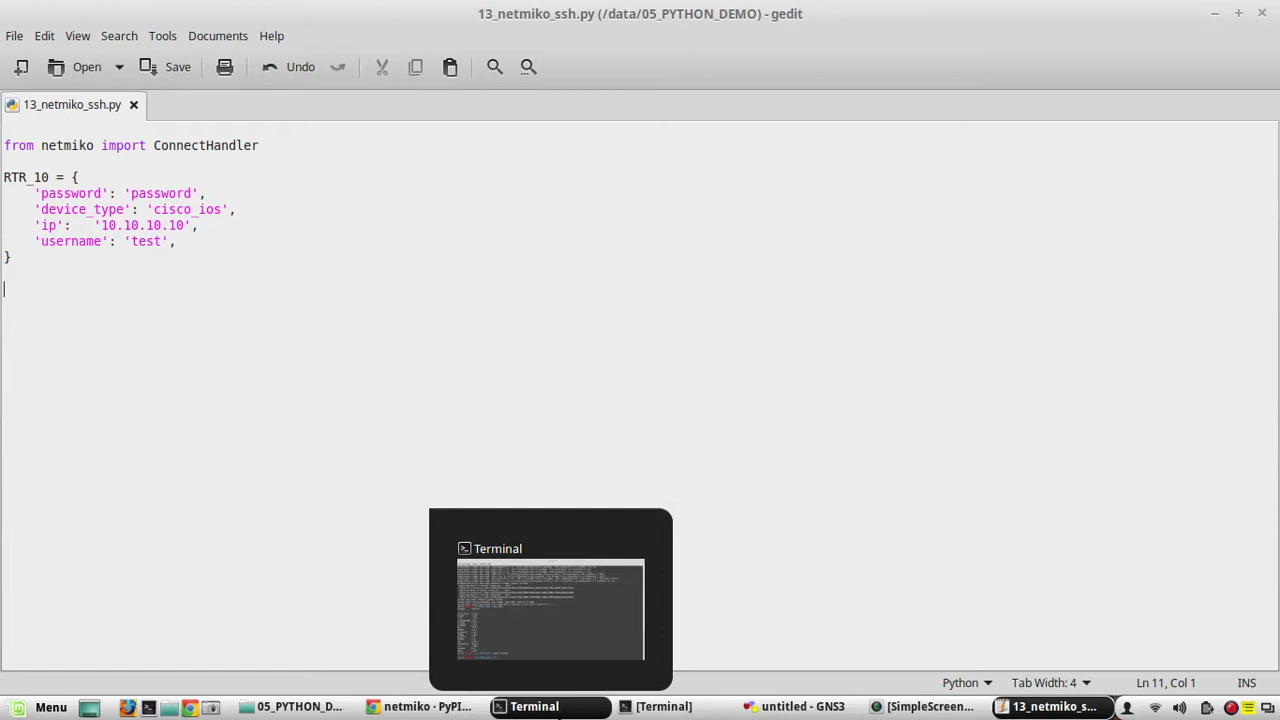 13_netmiko_ssh.py (/data/05_PYTHON_DEMO) - gedit
File Edit View Search Tools Documents Help
Open Save Undo
13_netmiko_ssh.py
from netmiko import ConnectHandler
RTR_10 = {
    'password': 'password',
    'device_type': 'cisco_ios',
    'ip':   '10.10.10.10',
    'username': 'test',
}
Terminal
Python Tab Width: 4 Ln 11, Col 1 INS
Menu 05_PYTHON_D... netmiko · PyPI... Terminal [Terminal] untitled - GNS3 [SimpleScreen... 13_netmiko_s...